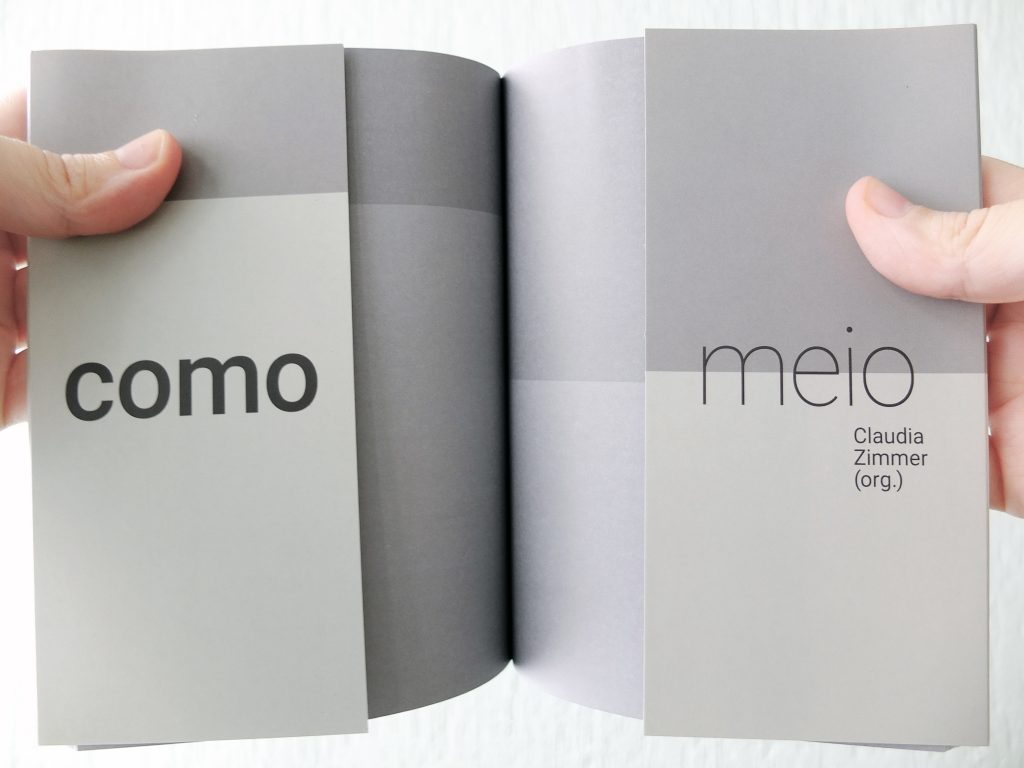 como
meio
Claudia
Zimmer
(org.)